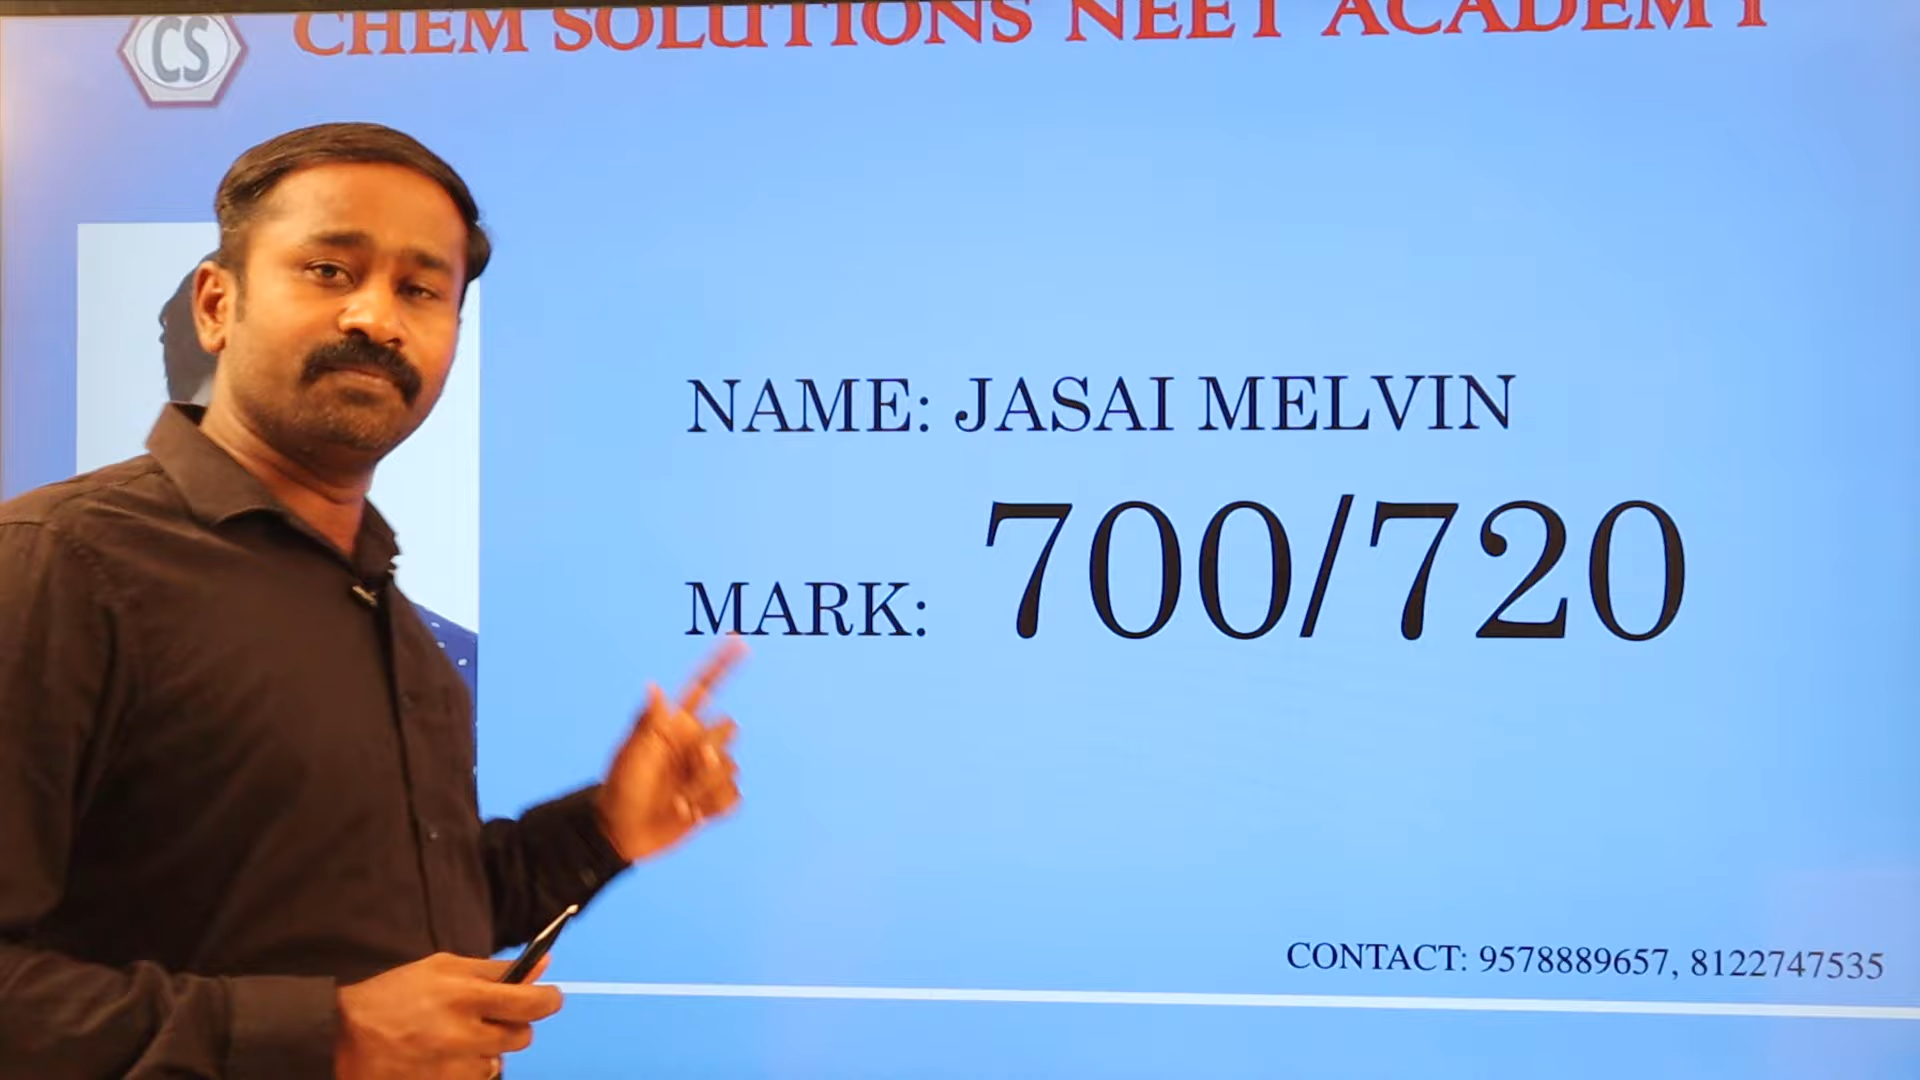 CS
CHEM SOLUTIONS NEET ACADEMY
NAME: JASAI MELVIN
MARK: 700/720
CONTACT: 9578889657, 8122747535